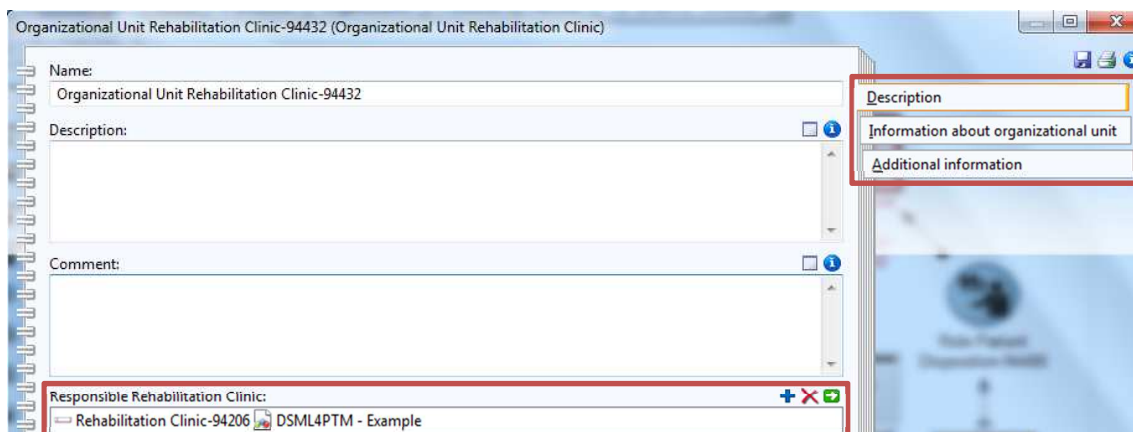 Organizational Unit Rehabilitation Clinic-94432 (Organizational Unit Rehabilitation Clinic)
Name:
Organizational Unit Rehabilitation Clinic-94432
Description:
Comment:
Responsible Rehabilitation Clinic:
Rehabilitation Clinic-94206 DSML4PTM - Example
Description
Information about organizational unit
Additional information